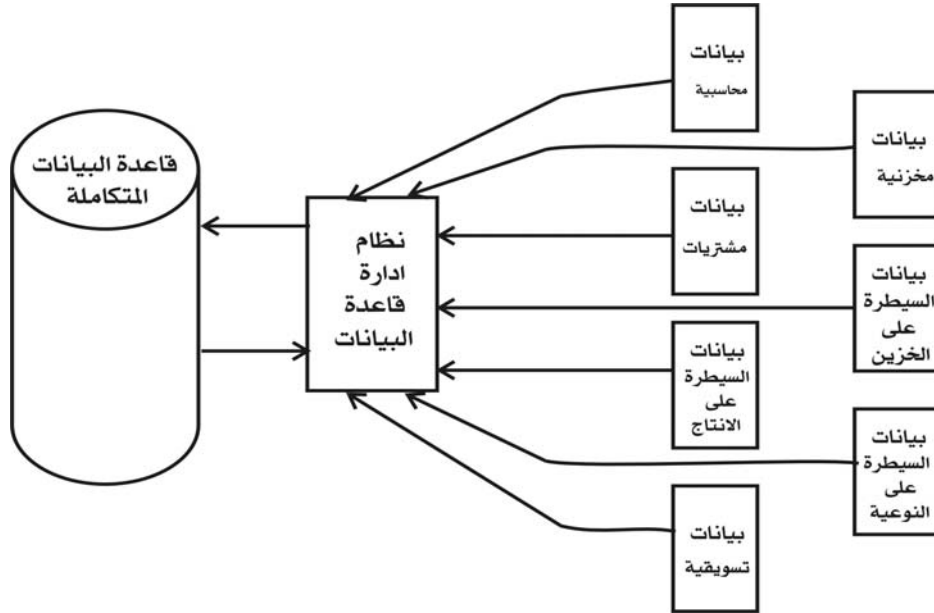 بيانات
محاسبية
بيانات
مخزنية
قاعدة البيانات
المتكاملة
بيانات
مشتريات
نظام
ادارة
قاعدة
البيانات
بيانات
السيطرة
على
الخزين
بيانات
السيطرة
على
الانتاج
بيانات
السيطرة
على
النوعية
بيانات
تسويقية